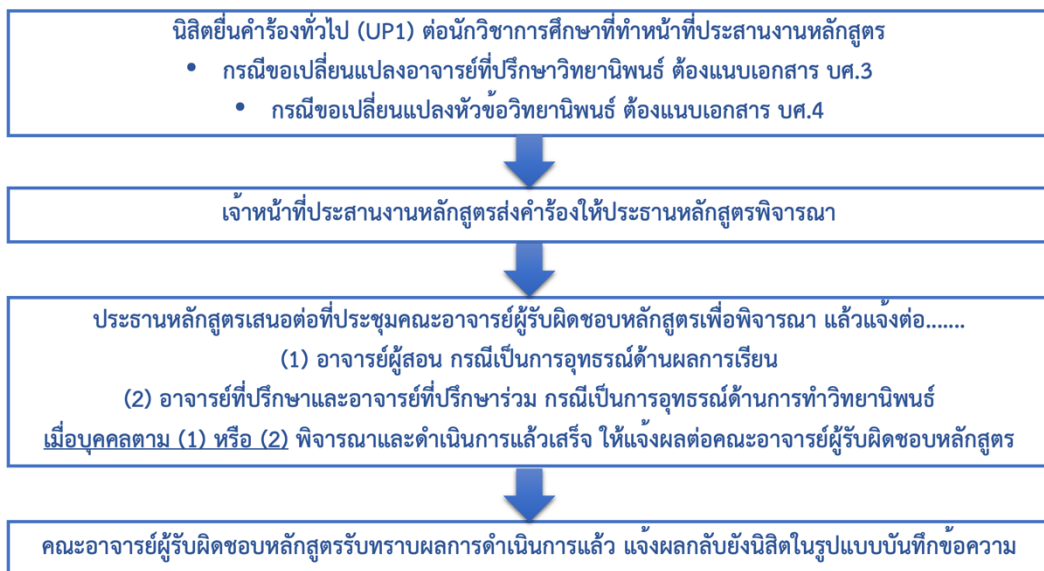 นิสิตยื่นคำร้องทั่วไป (UP1) ต่อนักวิชาการศึกษาที่ทำหน้าที่ประสานงานหลักสูตร
• กรณีขอเปลี่ยนแปลงอาจารย์ที่ปรึกษาวิทยานิพนธ์ ต้องแนบเอกสาร บศ.3
• กรณีขอเปลี่ยนแปลงหัวข้อวิทยานิพนธ์ ต้องแนบเอกสาร บศ.4
เจ้าหน้าที่ประสานงานหลักสูตรส่งคำร้องให้ประธานหลักสูตรพิจารณา
ประธานหลักสูตรเสนอต่อที่ประชุมคณะอาจารย์ผู้รับผิดชอบหลักสูตรเพื่อพิจารณา แล้วแจ้งต่อ.......
(1) อาจารย์ผู้สอน กรณีเป็นการอุทธรณ์ด้านผลการเรียน
(2) อาจารย์ที่ปรึกษาและอาจารย์ที่ปรึกษาร่วม กรณีเป็นการอุทธรณ์ด้านการทำวิทยานิพนธ์
เมื่อบุคคลตาม (1) หรือ (2) พิจารณาและดำเนินการแล้วเสร็จ ให้แจ้งผลต่อคณะอาจารย์ผู้รับผิดชอบหลักสูตร
คณะอาจารย์ผู้รับผิดชอบหลักสูตรรับทราบผลการดำเนินการแล้ว แจ้งผลกลับยังนิสิตในรูปแบบบันทึกข้อความ